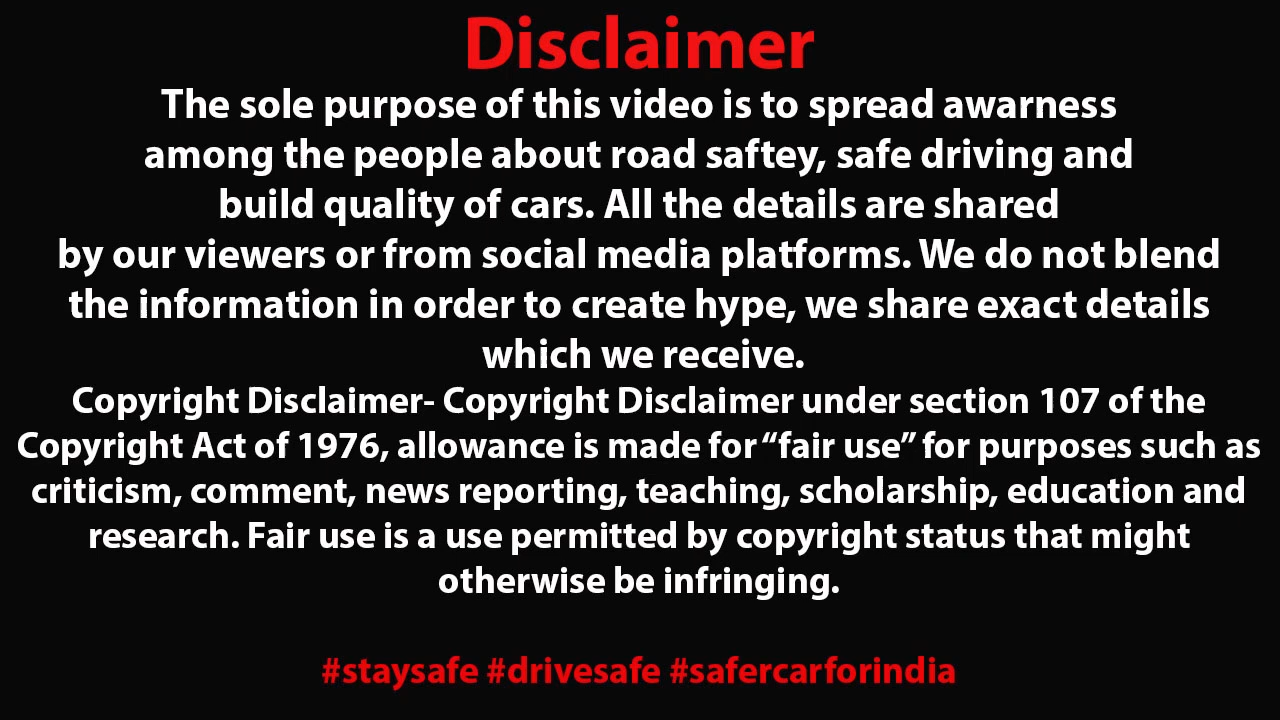 Disclaimer
The sole purpose of this video is to spread awarness
among the people about road saftey, safe driving and
build quality of cars. All the details are shared
by our viewers or from social media platforms. We do not blend
the information in order to create hype, we share exact details
which we receive.
Copyright Disclaimer- Copyright Disclaimer under section 107 of the
Copyright Act of 1976, allowance is made for “fair use” for purposes such as
criticism, comment, news reporting, teaching, scholarship, education and
research. Fair use is a use permitted by copyright status that might
otherwise be infringing.
#staysafe #drivesafe #safercarforindia